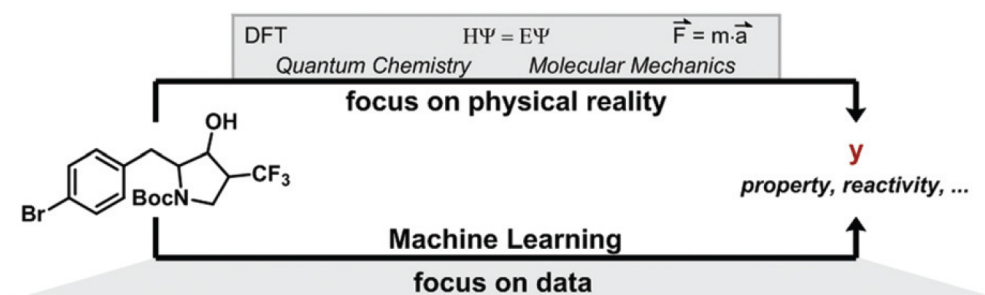 DFT HΨ = EΨ F = m·a
Quantum Chemistry Molecular Mechanics
focus on physical reality
OH
CF3
BocN
Br
y
property, reactivity, ...
Machine Learning
focus on data